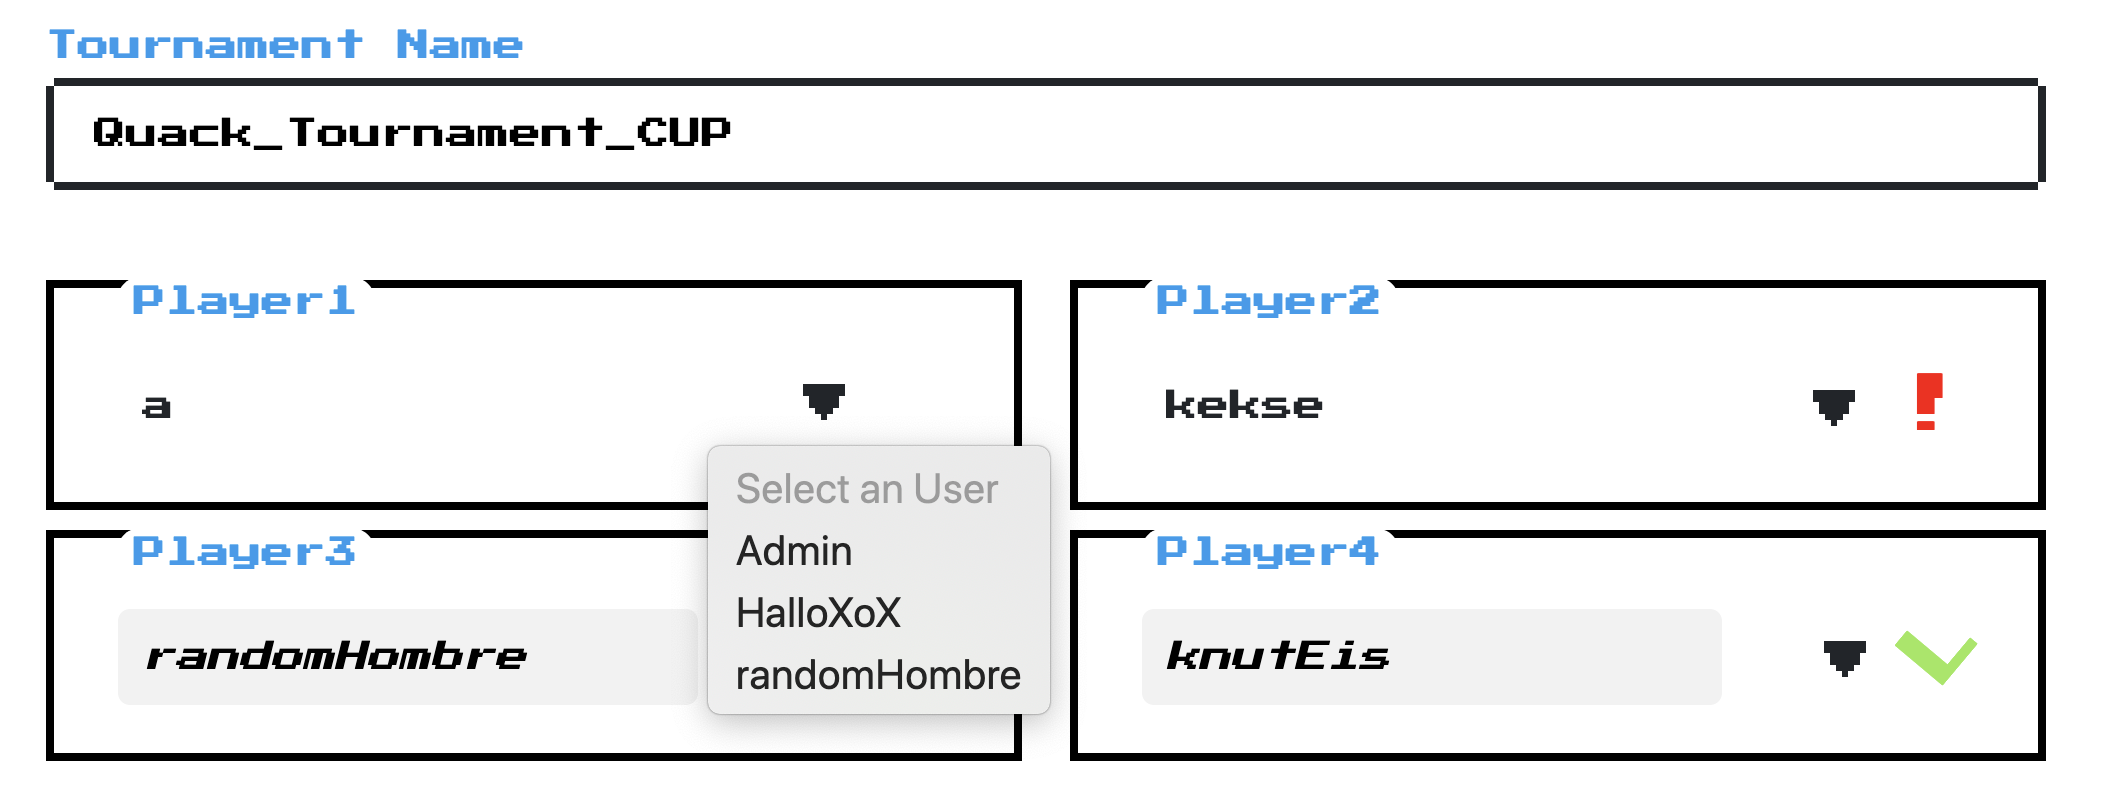 Tournament Name
Quack_Tournament_CUP
Player1
a
Player2
kekse
Select an User
Admin
HalloXoX
randomHombre
Player3
randomHombre
Player4
knutEis